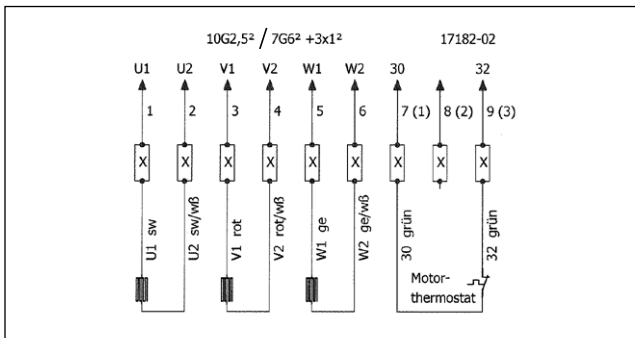 10G2,5² / 7G6² +3x1² 17182-02
U1 U2 V1 V2 W1 W2 30 32
1 2 3 4 5 6 7 (1) 8 (2) 9 (3)
X X X X X X X X X
U1 sw
U2 sw/wß
V1 rot
V2 rot/wß
W1 ge
W2 ge/wß
30 grün
32 grün
Motor-
thermostat